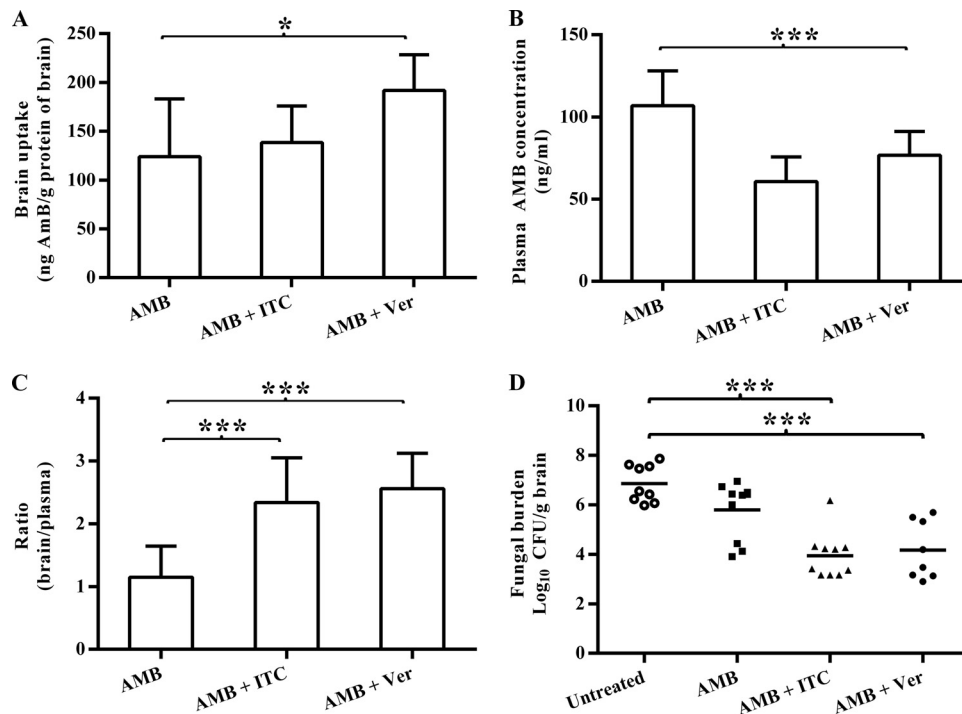 A
Brain uptake
(ng AmB/g protein of brain)
250
200
150
100
50
0
*
AMB
AMB + ITC
AMB + Ver
B
Plasma AMB concentration
(ng/ml)
150
100
50
0
***
AMB
AMB + ITC
AMB + Ver
C
Ratio
(brain/plasma)
4
3
2
1
0
***
***
AMB
AMB + ITC
AMB + Ver
D
Fungal burden
Log10 CFU/g brain
10
8
6
4
2
0
***
***
Untreated
AMB
AMB + ITC
AMB + Ver